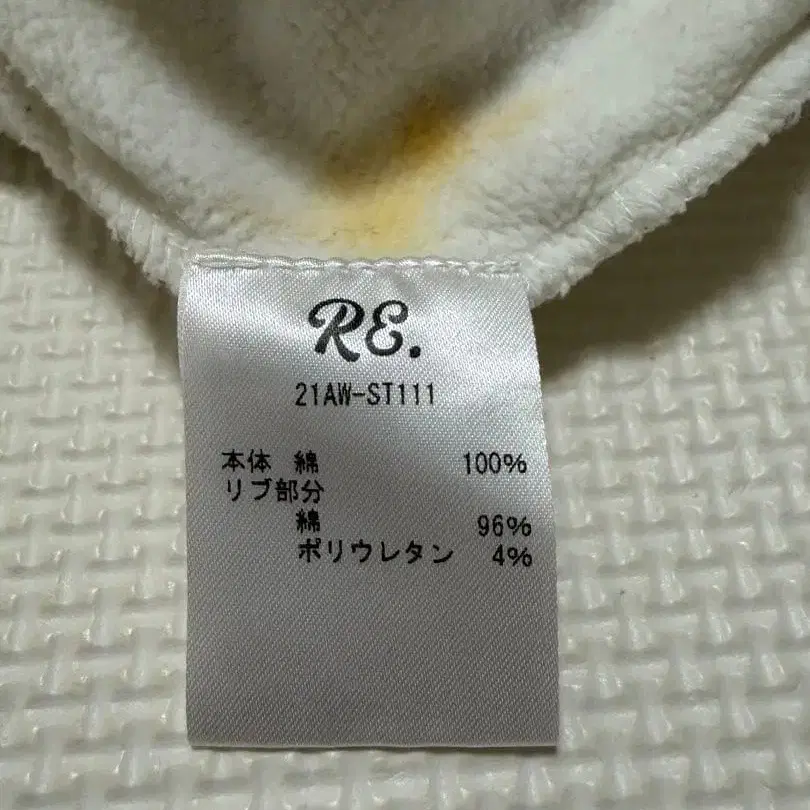 RE.
21AW-ST111
本体 綿 100%
リブ部分
綿 96%
ポリウレタン 4%